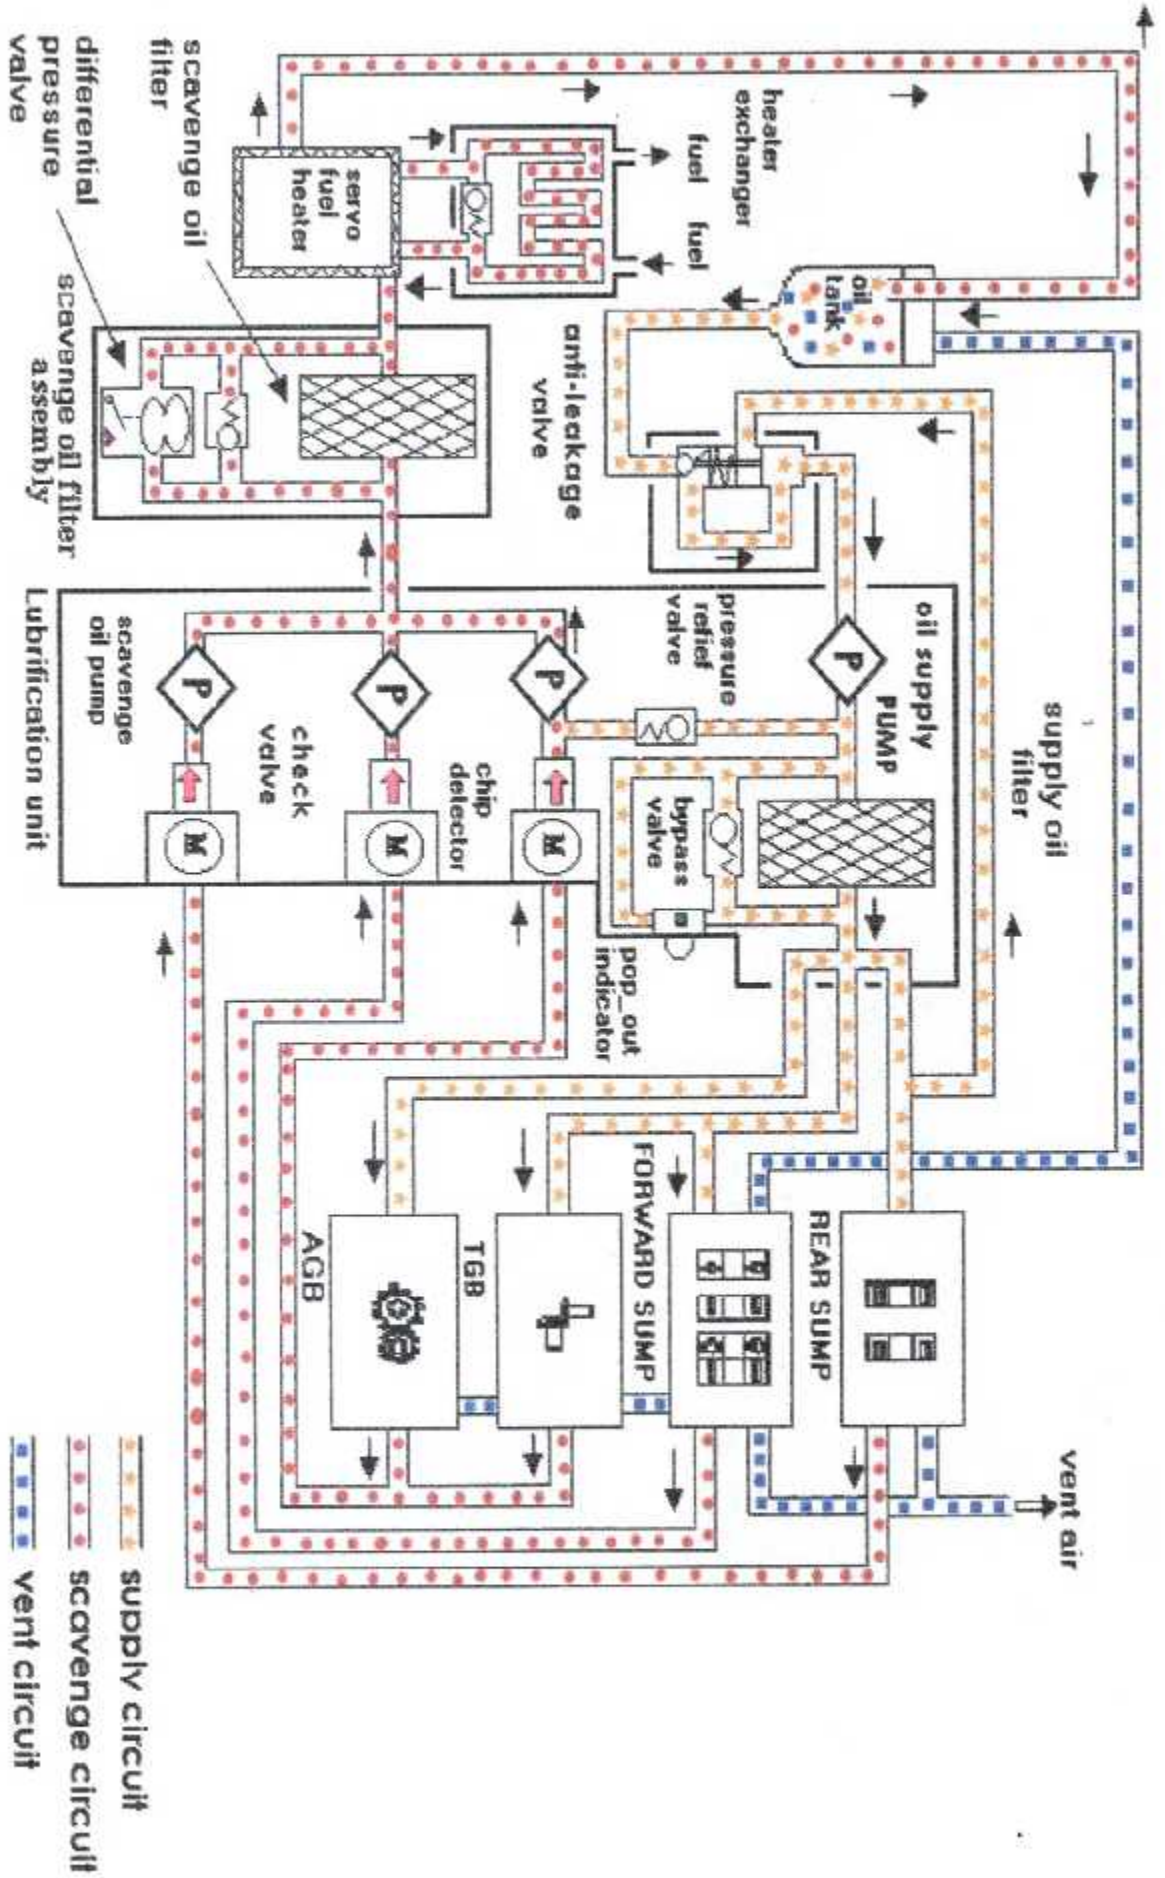 vent air
supply oil
filter
oil supply
PUMP
P
REAR SUMP
oil
tank
heater
exchanger
fuel
fuel
pressure
relief
valve
bypass
valve
pop_out
indicator
FORWARD SUMP
anti-leakage
valve
P
chip
detector
M
TGB
servo
fuel
heater
P
M
check
valve
AGB
scavenge oil
filter
P
M
scavenge
oil pump
differential
pressure
valve
scavenge oil filter
assembly
Lubrification unit
supply circuit
scavenge circuit
vent circuit